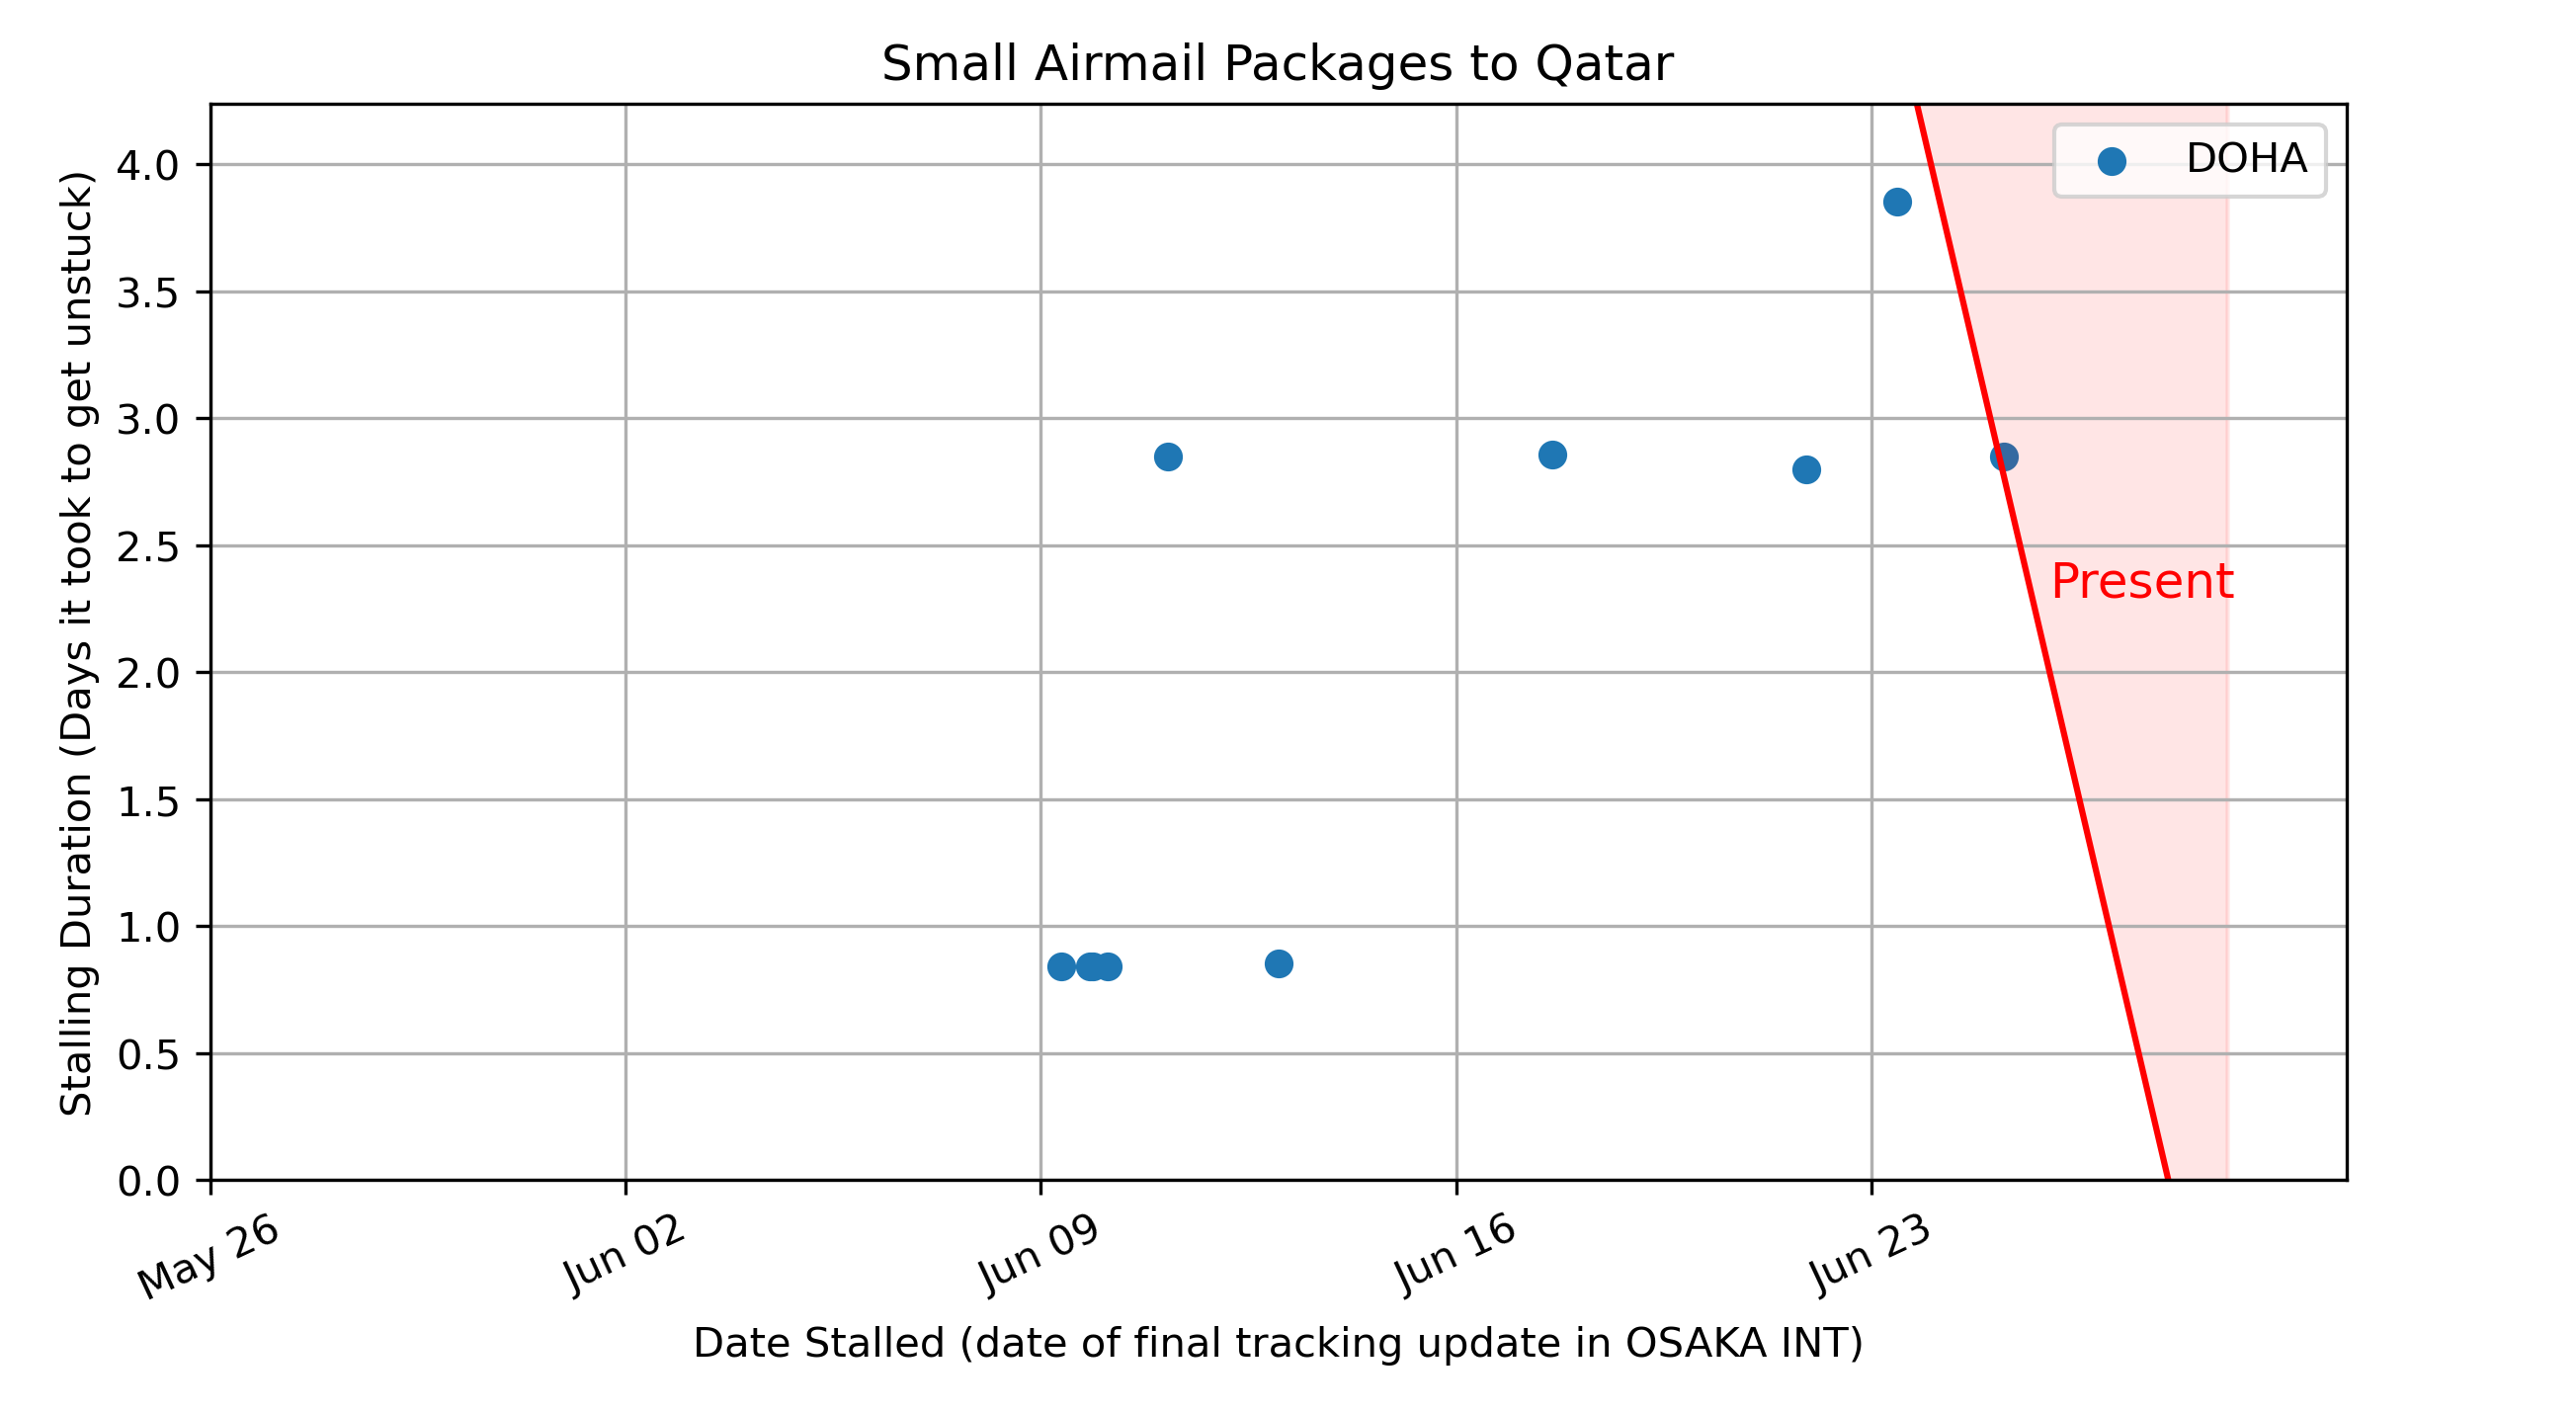 Small Airmail Packages to Qatar
DOHA
Present
Stalling Duration (Days it took to get unstuck)
4.0
3.5
3.0
2.5
2.0
1.5
1.0
0.5
0.0
May 26
Jun 02
Jun 09
Jun 16
Jun 23
Date Stalled (date of final tracking update in OSAKA INT)